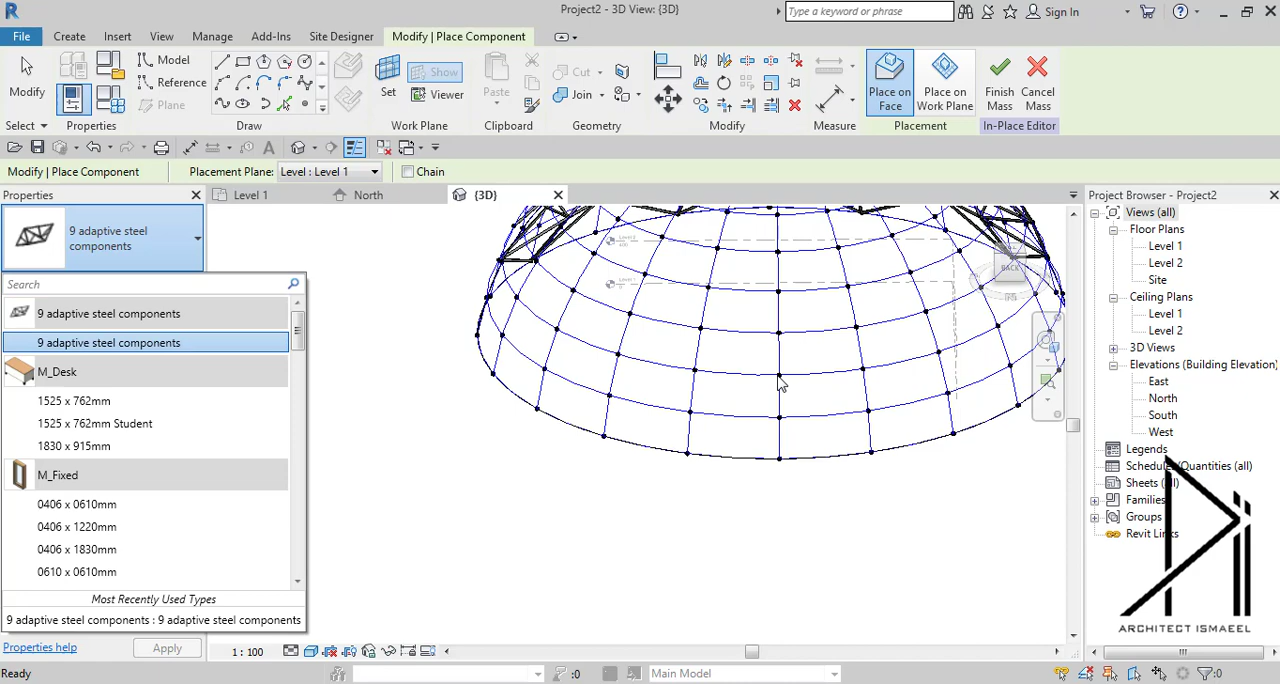 Project2 - 3D View: {3D}
Type a keyword or phrase
Sign In
File
Create
Insert
View
Manage
Add-Ins
Site Designer
Modify | Place Component
Modify
Model
Reference
Plane
Set
Show
Viewer
Paste
Cut
Join
Place on Face
Place on Work Plane
Finish Mass
Cancel Mass
Select
Properties
Draw
Work Plane
Clipboard
Geometry
Modify
Measure
Placement
In-Place Editor
Modify | Place Component
Placement Plane:
Level : Level 1
Chain
Properties
Level 1
North
{3D}
Project Browser - Project2
9 adaptive steel components
Search
9 adaptive steel components
9 adaptive steel components
M_Desk
1525 x 762mm
1525 x 762mm Student
1830 x 915mm
M_Fixed
0406 x 0610mm
0406 x 1220mm
0406 x 1830mm
0610 x 0610mm
Most Recently Used Types
9 adaptive steel components : 9 adaptive steel components
Properties help
Apply
BACK
Views (all)
Floor Plans
Level 1
Level 2
Site
Ceiling Plans
Level 1
Level 2
3D Views
Elevations (Building Elevation)
East
North
South
West
Legends
Schedules/Quantities (all)
Sheets (all)
Families
Groups
Revit Links
ARCHITECT ISMAEEL
1 : 100
Ready
:0
Main Model
:0